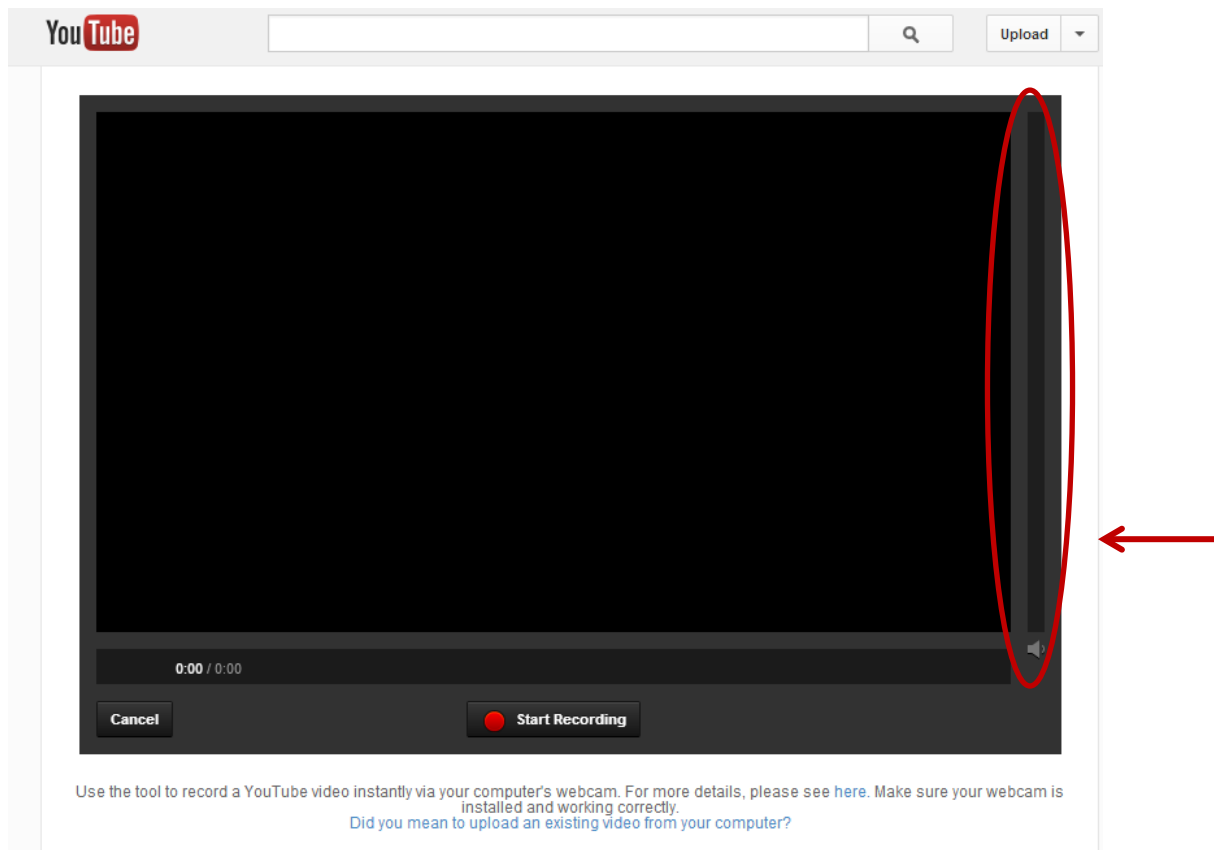 YouTube
Upload
0:00 / 0:00
Cancel
Start Recording
Use the tool to record a YouTube video instantly via your computer's webcam. For more details, please see here. Make sure your webcam is
installed and working correctly.
Did you mean to upload an existing video from your computer?